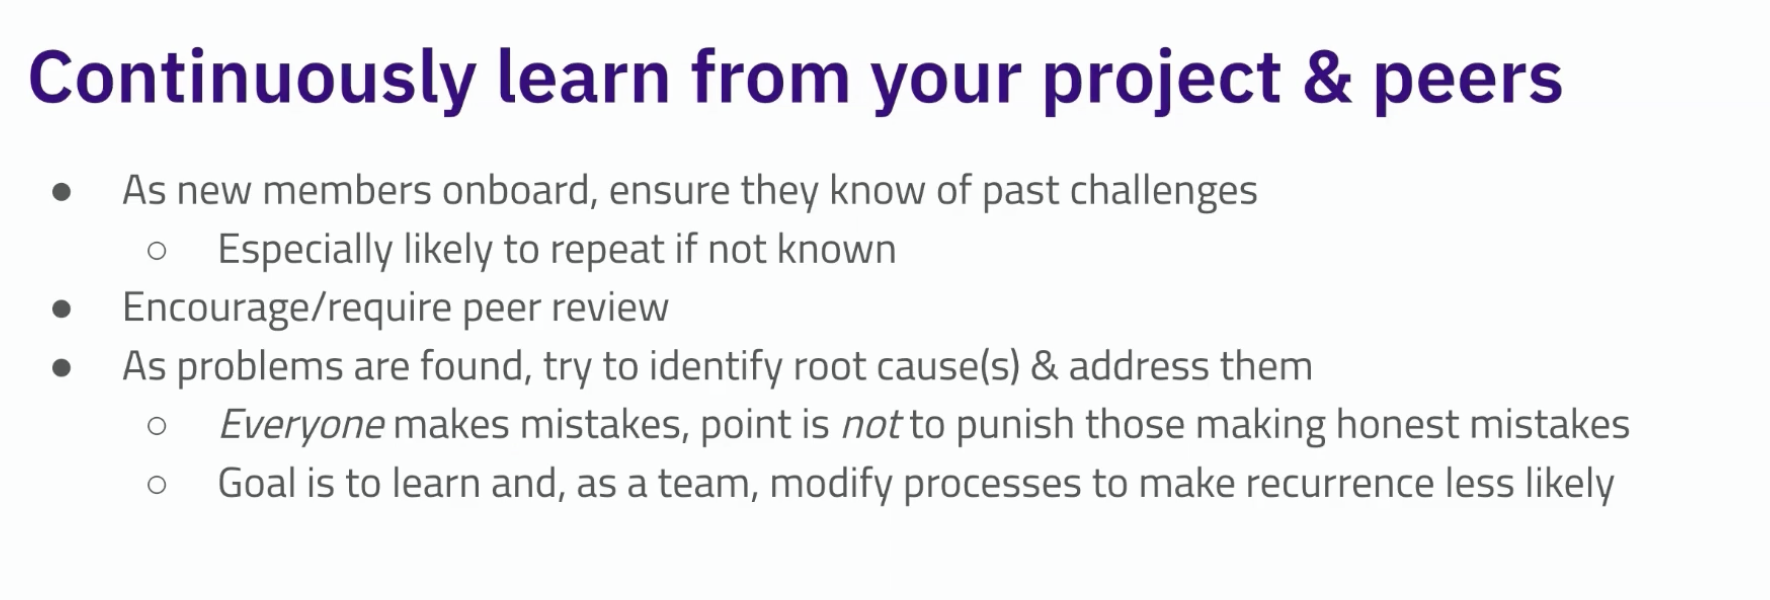 Continuously learn from your project & peers
● As new members onboard, ensure they know of past challenges
○ Especially likely to repeat if not known
● Encourage/require peer review
● As problems are found, try to identify root cause(s) & address them
○ Everyone makes mistakes, point is not to punish those making honest mistakes
○ Goal is to learn and, as a team, modify processes to make recurrence less likely